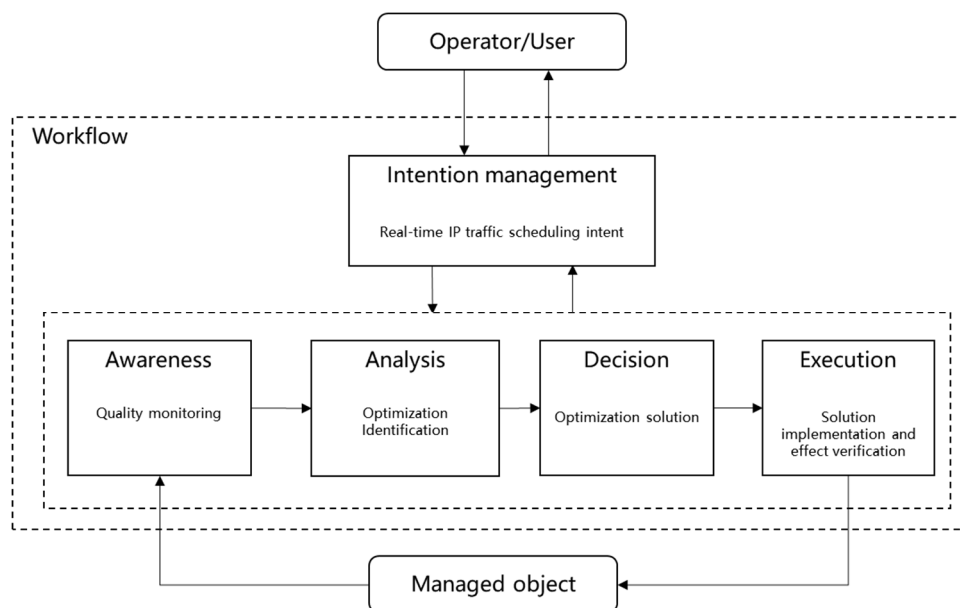 Operator/User
Workflow
Intention management
Real-time IP traffic scheduling intent
Awareness
Quality monitoring
Analysis
Optimization
Identification
Decision
Optimization solution
Execution
Solution
implementation and
effect verification
Managed object